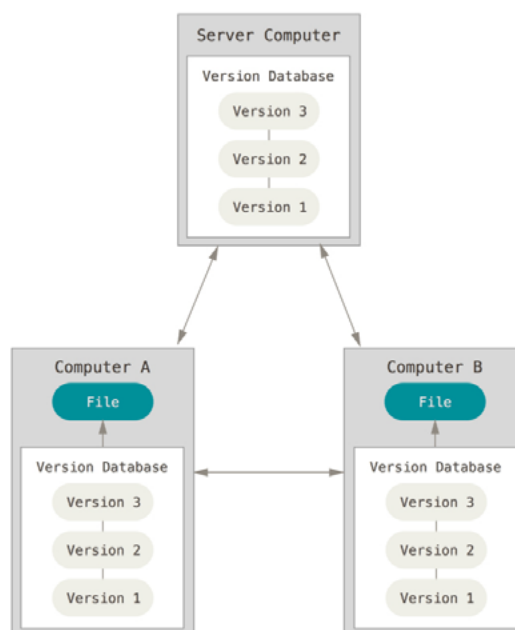 Server Computer
Version Database
Version 3
Version 2
Version 1
Computer A
File
Version Database
Version 3
Version 2
Version 1
Computer B
File
Version Database
Version 3
Version 2
Version 1